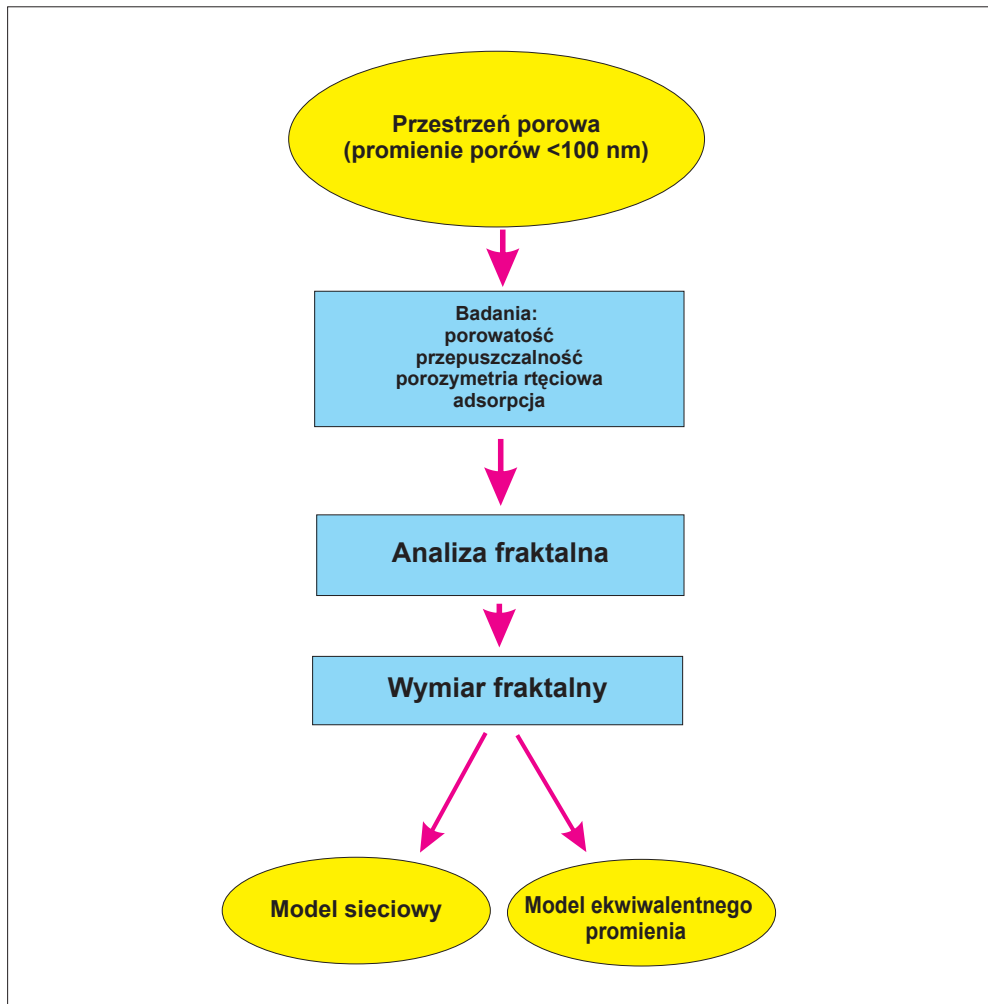 Przestrzeń porowa
(promienie porów <100 nm)
Badania:
porowatość
przepuszczalność
porozymetria rtęciowa
adsorpcja
Analiza fraktalna
Wymiar fraktalny
Model sieciowy
Model ekwiwalentnego
promienia